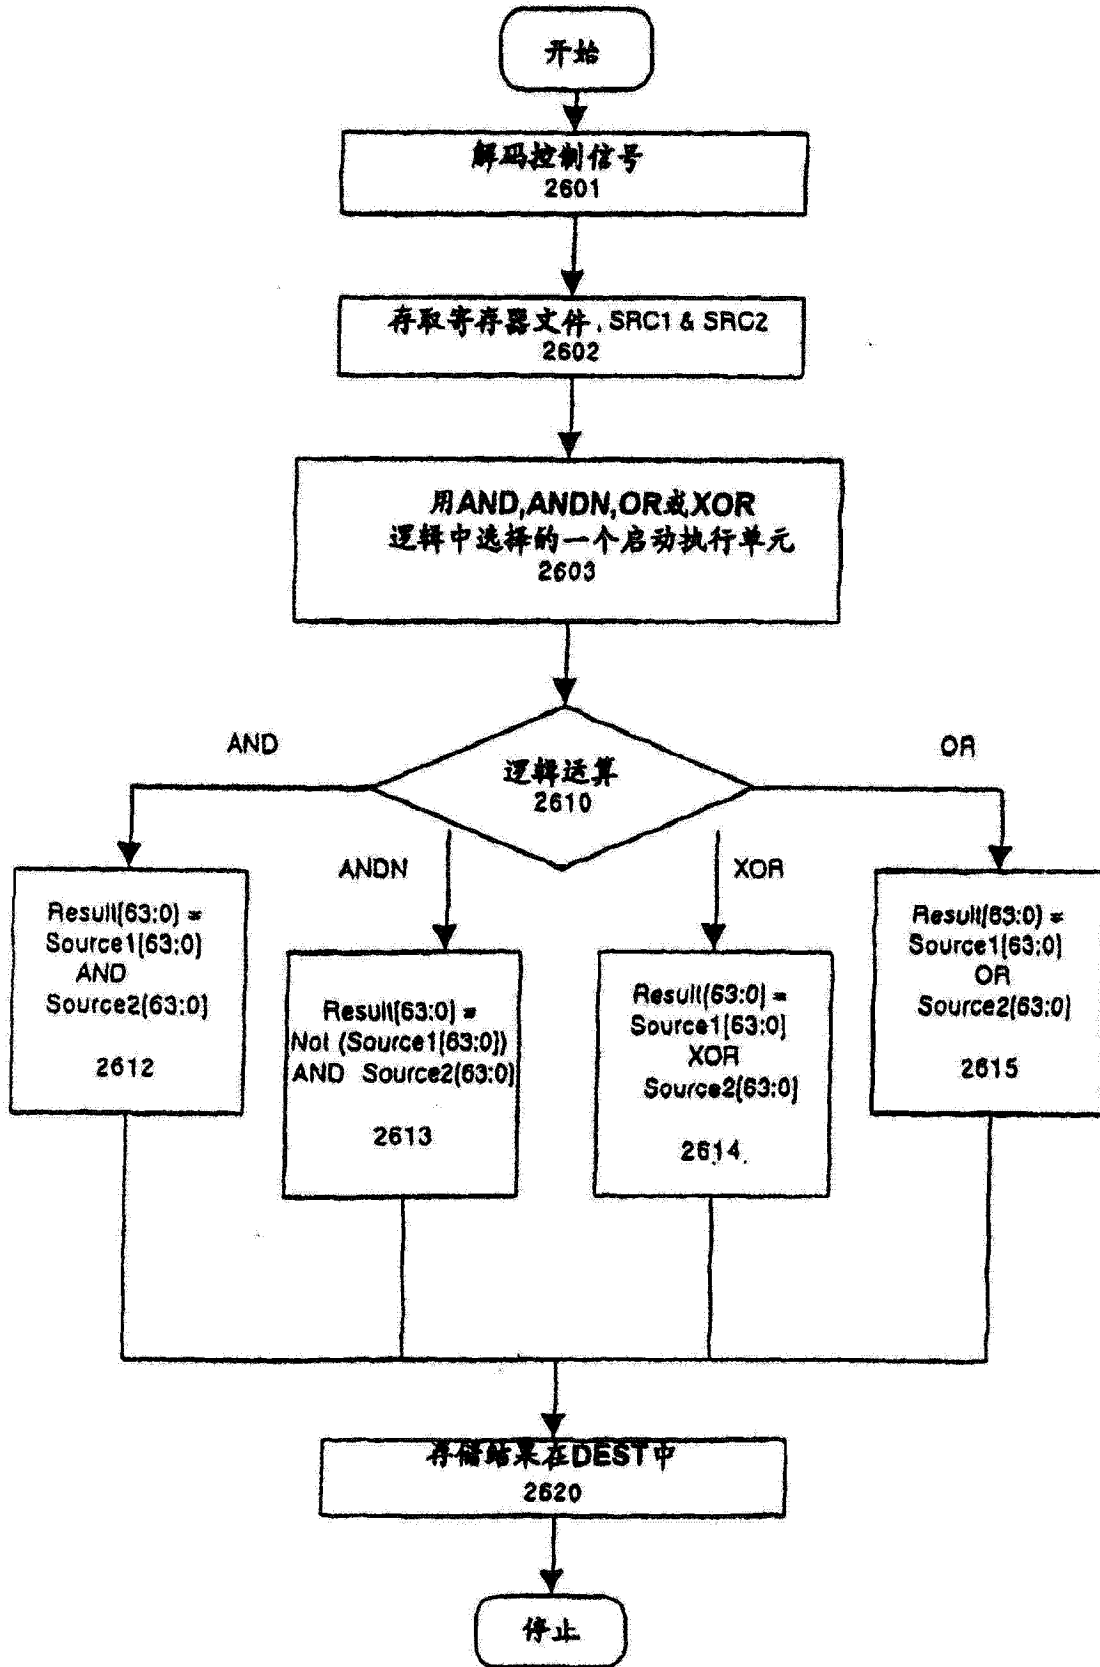 开始
解码控制信号
2601
存取寄存器文件, SRC1 & SRC2
2602
用AND,ANDN,OR或XOR
逻辑中选择的一个启动执行单元
2603
AND
OR
逻辑运算
2610
ANDN
XOR
Result(63:0) =
Source1(63:0)
AND
Source2(63:0)
2612
Result(63:0) =
Not (Source1(63:0))
AND Source2(63:0)
2613
Result(63:0) =
Source1(63:0)
XOR
Source2(63:0)
2614
Result(63:0) =
Source1(63:0)
OR
Source2(63:0)
2615
存储结果在DEST中
2620
停止